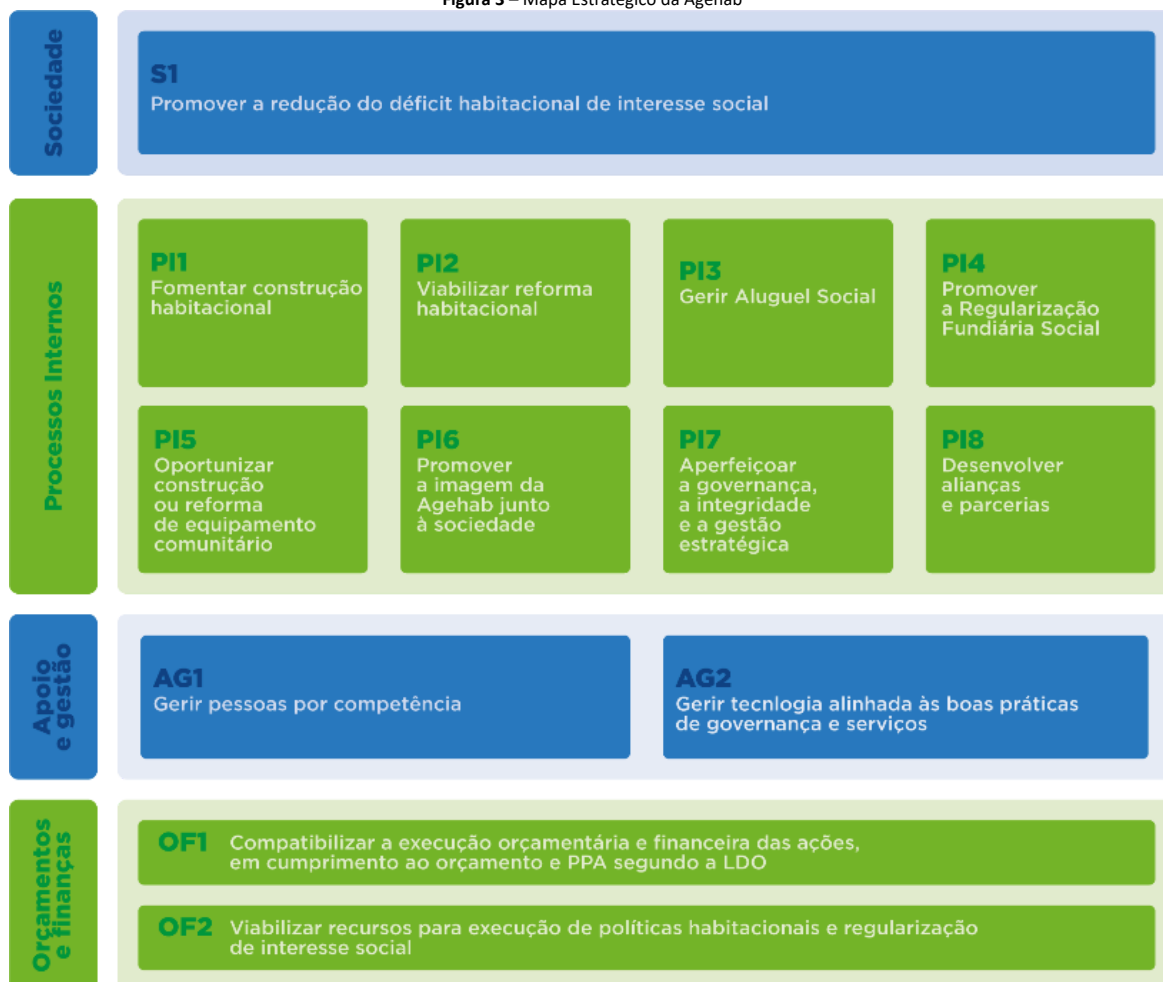 Figura 3 – Mapa Estratégico da Agehab
Sociedade
S1
Promover a redução do déficit habitacional de interesse social
Processos Internos
PI1
Fomentar construção
habitacional
PI2
Viabilizar reforma
habitacional
PI3
Gerir Aluguel Social
PI4
Promover
a Regularização
Fundiária Social
PI5
Oportunizar
construção
ou reforma
de equipamento
comunitário
PI6
Promover
a imagem da
Agehab junto
à sociedade
PI7
Aperfeiçoar
a governança,
a integridade
e a gestão
estratégica
PI8
Desenvolver
alianças
e parcerias
Apoio
e gestão
AG1
Gerir pessoas por competência
AG2
Gerir tecnlogia alinhada às boas práticas
de governança e serviços
Orçamentos
e finanças
OF1 Compatibilizar a execução orçamentária e financeira das ações,
em cumprimento ao orçamento e PPA segundo a LDO
OF2 Viabilizar recursos para execução de políticas habitacionais e regularização
de interesse social